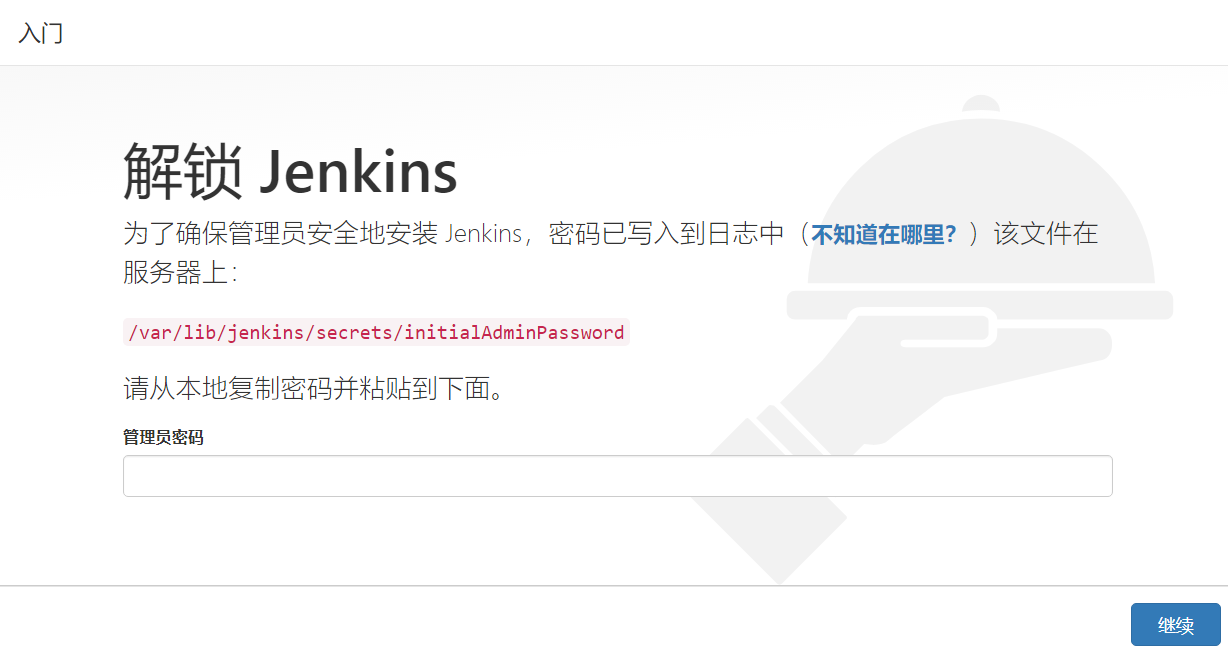 入门
解锁 Jenkins
为了确保管理员安全地安装 Jenkins，密码已写入到日志中（不知道在哪里？）该文件在
服务器上：
/var/lib/jenkins/secrets/initialAdminPassword
请从本地复制密码并粘贴到下面。
管理员密码
继续